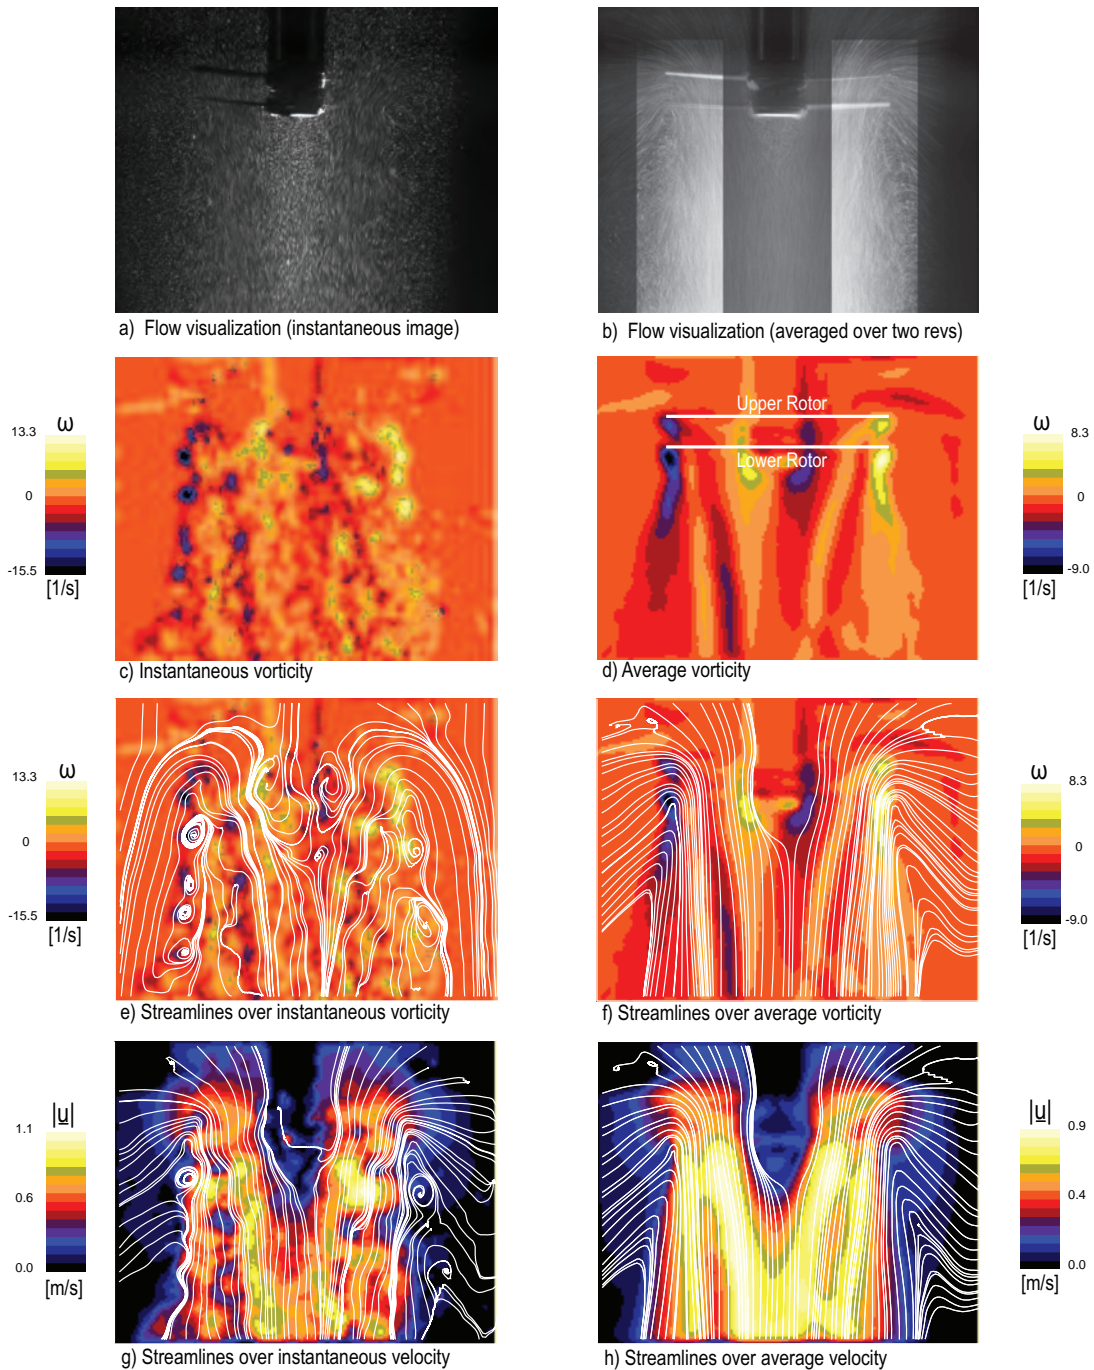 a) Flow visualization (instantaneous image)
b) Flow visualization (averaged over two revs)
ω
13.3
0
-15.5
[1/s]
c) Instantaneous vorticity
Upper Rotor
Lower Rotor
d) Average vorticity
ω
8.3
0
-9.0
[1/s]
ω
13.3
0
-15.5
[1/s]
e) Streamlines over instantaneous vorticity
f) Streamlines over average vorticity
ω
8.3
0
-9.0
[1/s]
|u|
1.1
0.6
0.0
[m/s]
g) Streamlines over instantaneous velocity
h) Streamlines over average velocity
|u|
0.9
0.4
0.0
[m/s]